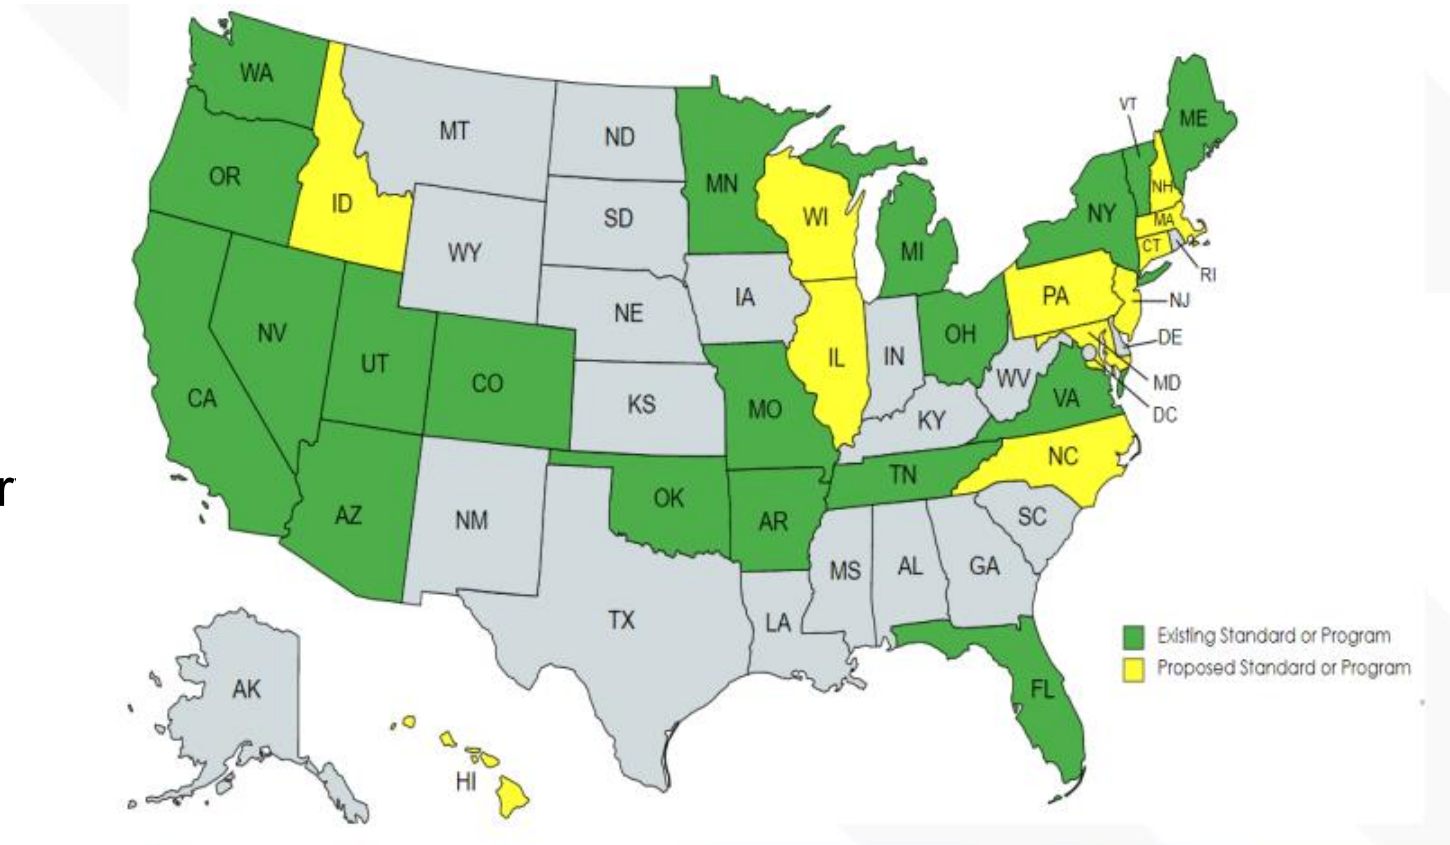 WA
MT
ND
MN
VT
ME
OR
ID
SD
WI
MI
NY
NH
MA
CT
RI
WY
IA
NE
PA
NJ
NV
UT
CO
IL
IN
OH
DE
MD
DC
CA
KS
MO
WV
VA
KY
NC
TN
r
AZ
NM
OK
AR
SC
MS
AL
GA
TX
LA
Existing Standard or Program
Proposed Standard or Program
AK
FL
HI